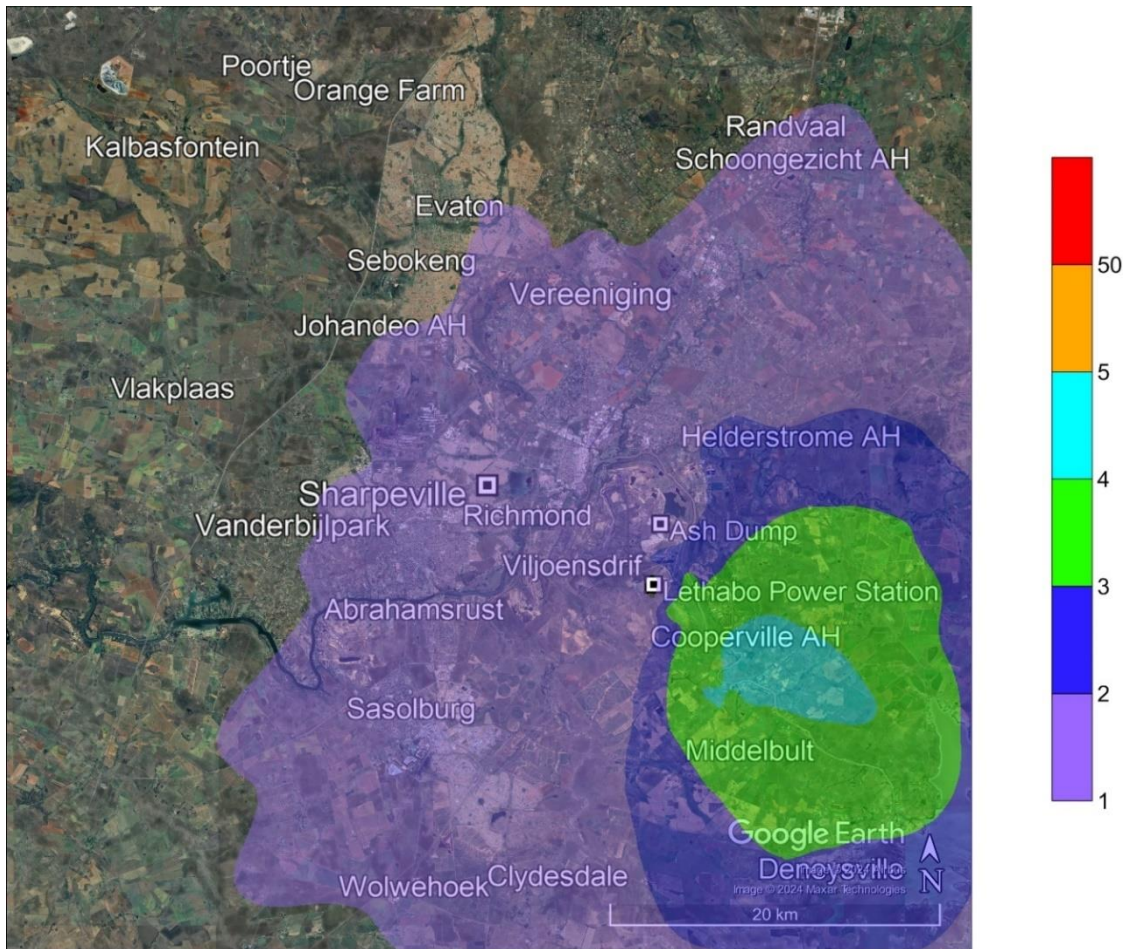 Poortje
Orange Farm
Randvaal
Kalbasfontein
Schoongezicht AH
Evaton
Sebokeng
50
Vereeniging
Johandeo AH
5
Vlakplaas
Helderstrome AH
4
Sharpeville
Richmond
Vanderbijlpark
Ash Dump
Viljoensdrif
3
Lethabo Power Station
Abrahamsrust
Cooperville AH
2
Sasolburg
Middelbult
1
Google Earth
Deneysville
Clydesdale
Wolwehoek
Image © 2024 Maxar Technologies
N
20 km